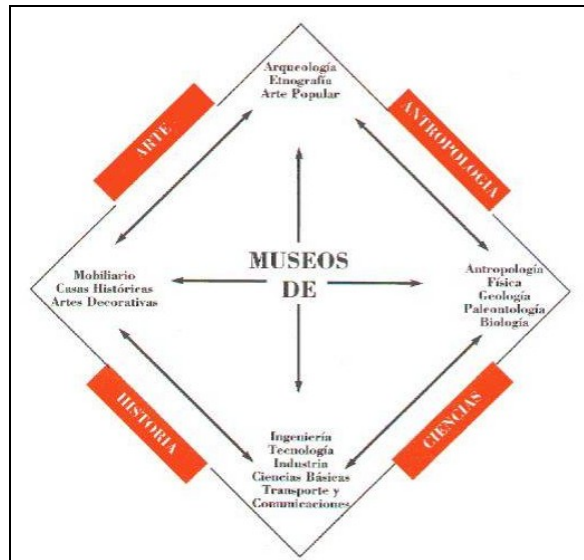 Arqueología
Etnografía
Arte Popular
ARTE
ANTROPOLOGIA
MUSEOS
DE
Mobiliario
Casas Históricas
Artes Decorativas
Antropología
Física
Geología
Paleontología
Biología
HISTORIA
CIENCIAS
Ingeniería
Tecnología
Industria
Ciencias Básicas
Transporte y
Comunicaciones